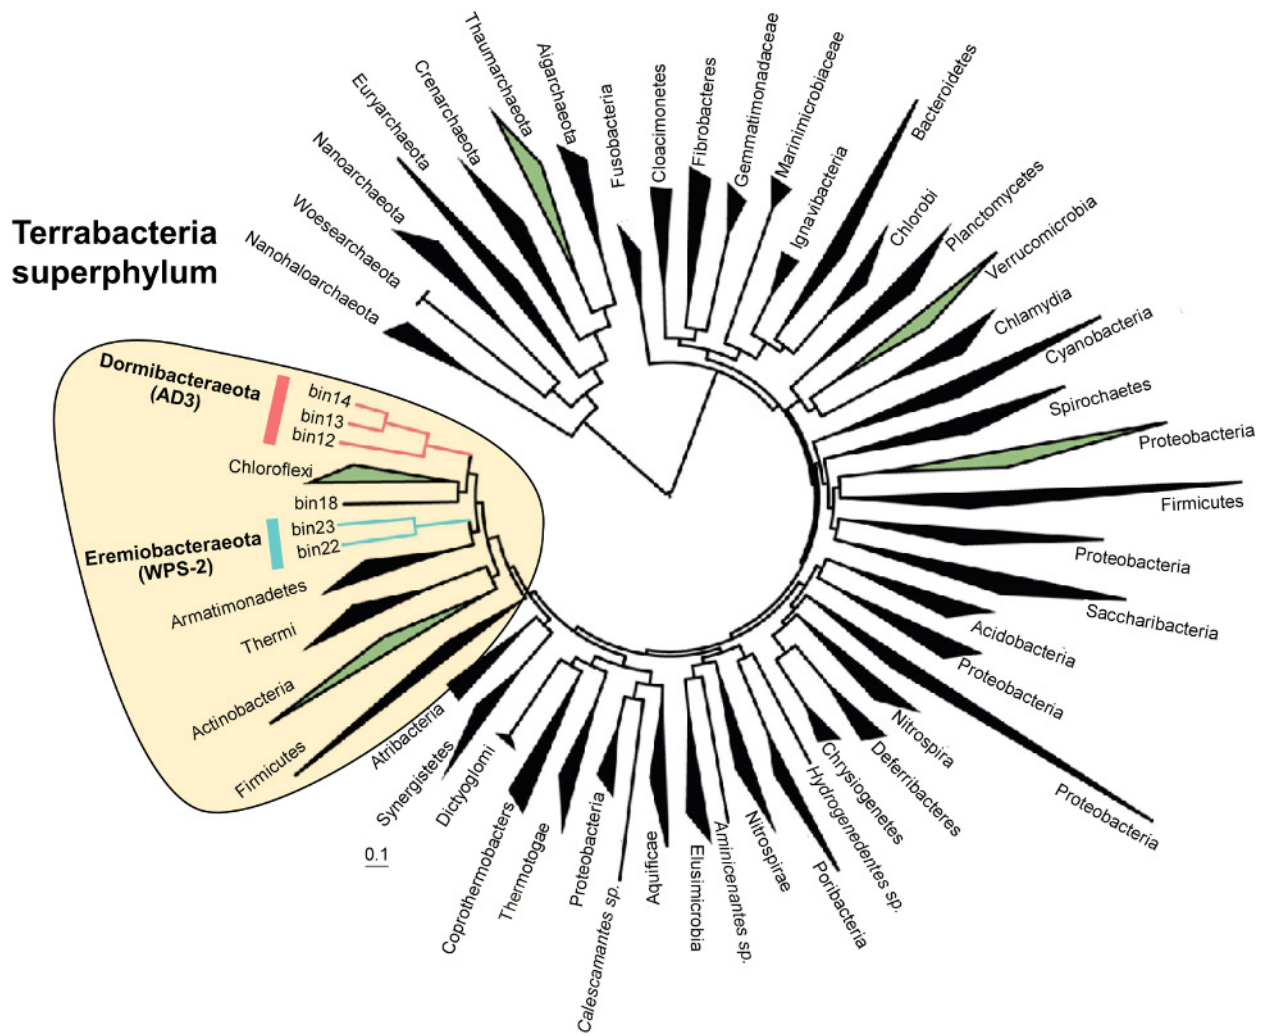 Terrabacteria
superphylum
Nanohaloarchaeota
Woesearchaeota
Nanoarchaeota
Euryarchaeota
Crenarchaeota
Thaumarchaeota
Aigarchaeota
Fusobacteria
Cloacimonetes
Fibrobacteres
Gemmatimonadaceae
Marinimicrobiaceae
Ignavibacteria
Bacteroidetes
Chlorobi
Planctomycetes
Verrucomicrobia
Chlamydia
Cyanobacteria
Spirochaetes
Proteobacteria
Firmicutes
Proteobacteria
Saccharibacteria
Acidobacteria
Proteobacteria
Proteobacteria
Nitrospira
Deferribacteres
Chrysiogenetes
Hydrogenedentes sp.
Poribacteria
Nitrospirae
Aminicenantes sp.
Elusimicrobia
Aquificae
Calescamantes sp.
Proteobacteria
Thermotogae
Coprothermobacters
Dictyoglomi
Synergistetes
Atribacteria
Firmicutes
Actinobacteria
Thermi
Armatimonadetes
Eremiobacteraeota
(WPS-2)
bin22
bin23
bin18
Chloroflexi
bin12
bin13
bin14
Dormibacteraeota
(AD3)
0.1